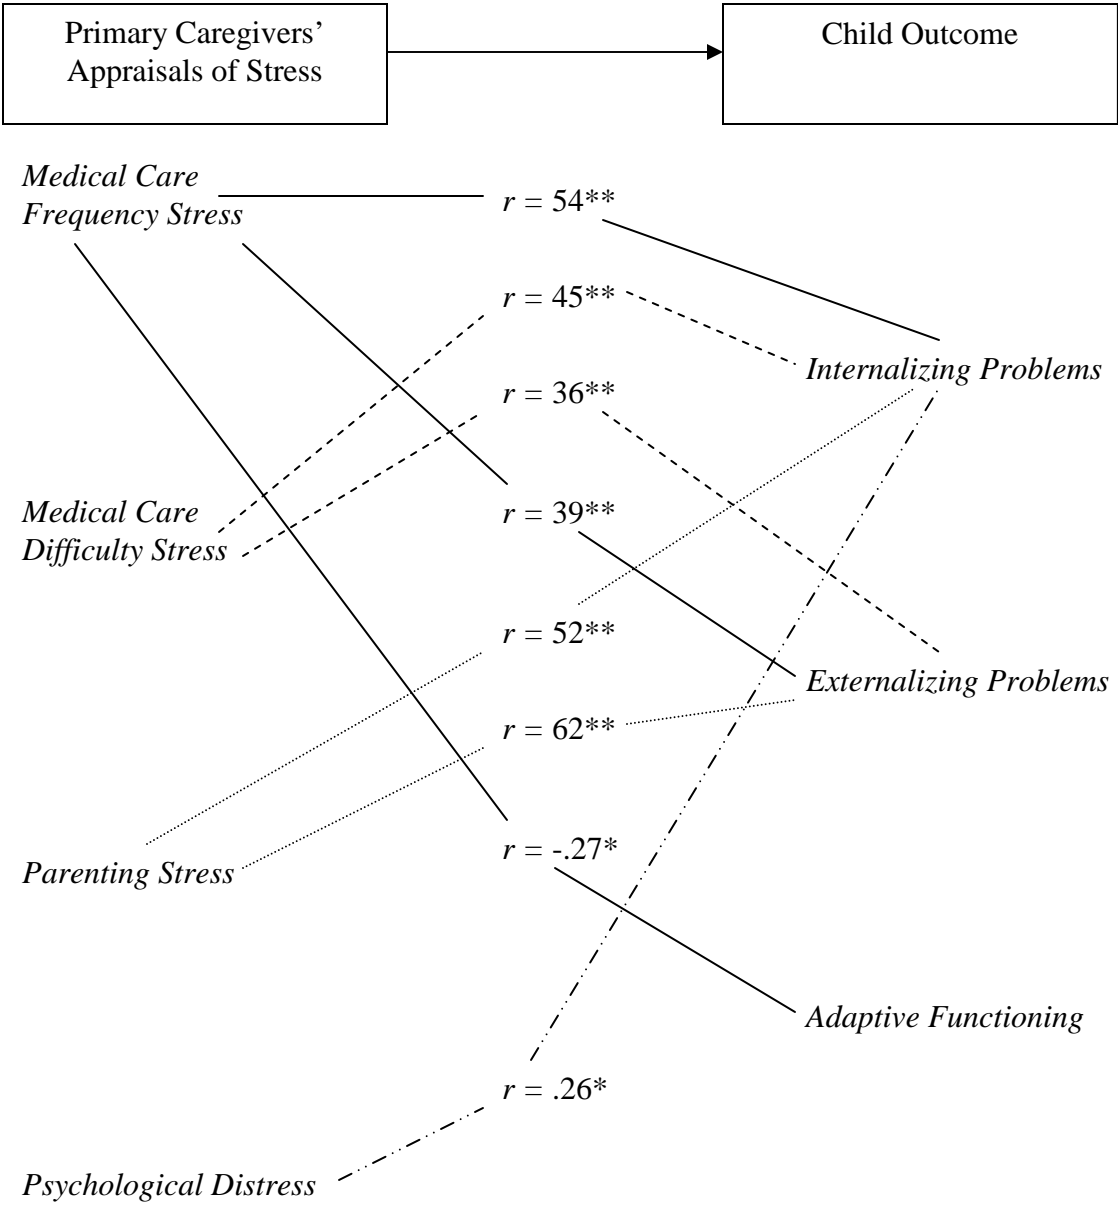 Primary Caregivers’
Appraisals of Stress
Child Outcome
Medical Care
Frequency Stress
r = 54**
r = 45**
Internalizing Problems
r = 36**
Medical Care
Difficulty Stress
r = 39**
r = 52**
Externalizing Problems
r = 62**
r = -.27*
Parenting Stress
Adaptive Functioning
r = .26*
Psychological Distress